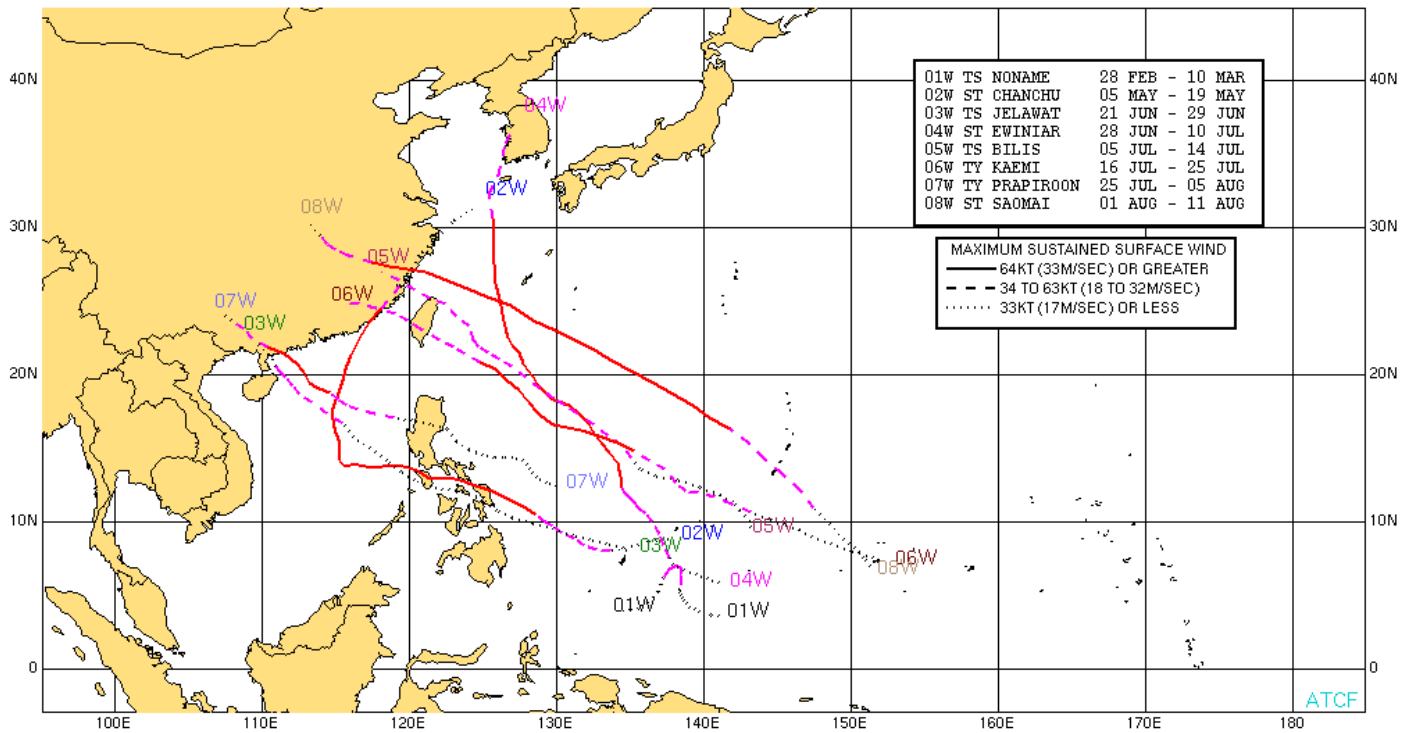 40N
40N
01W TS NONAME 28 FEB - 10 MAR
02W ST CHANCHU 05 MAY - 19 MAY
03W TS JELAWAT 21 JUN - 29 JUN
04W ST EWINIAR 28 JUN - 10 JUL
05W TS BILIS 05 JUL - 14 JUL
06W TY KAEMI 16 JUL - 25 JUL
07W TY PRAPIROON 25 JUL - 05 AUG
08W ST SAOMAI 01 AUG - 11 AUG
04W
02W
08W
30N
30N
MAXIMUM SUSTAINED SURFACE WIND
64KT (33M/SEC) OR GREATER
34 TO 63KT (18 TO 32M/SEC)
33KT (17M/SEC) OR LESS
05W
06W
07W
03W
20N
20N
07W
10N
10N
05W
02W
03W
06W
08W
04W
01W
01W
0
0
ATCF
100E
110E
120E
130E
140E
150E
160E
170E
180